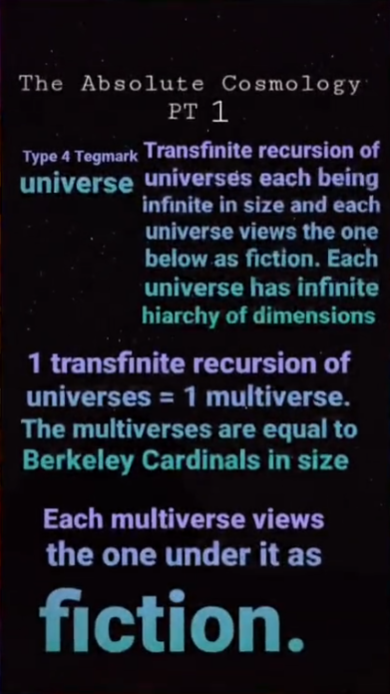 The Absolute Cosmology
PT 1
Type 4 Tegmark
universe
Transfinite recursion of
universes each being
infinite in size and each
universe views the one
below as fiction. Each
universe has infinite
hiarchy of dimensions
1 transfinite recursion of
universes = 1 multiverse.
The multiverses are equal to
Berkeley Cardinals in size
Each multiverse views
the one under it as
fiction.